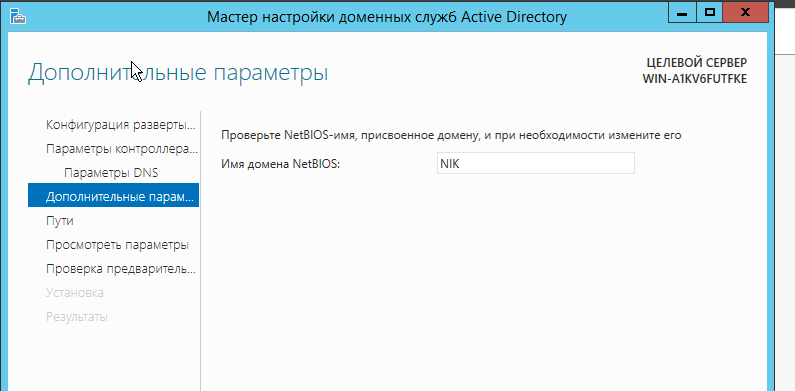 Мастер настройки доменных служб Active Directory
Дополнительные параметры
ЦЕЛЕВОЙ СЕРВЕР
WIN-A1KV6FUTFKE
Конфигурация разверты...
Параметры контроллера...
Параметры DNS
Дополнительные парам...
Пути
Просмотреть параметры
Проверка предваритель...
Установка
Результаты
Проверьте NetBIOS-имя, присвоенное домену, и при необходимости измените его
Имя домена NetBIOS:
NIK